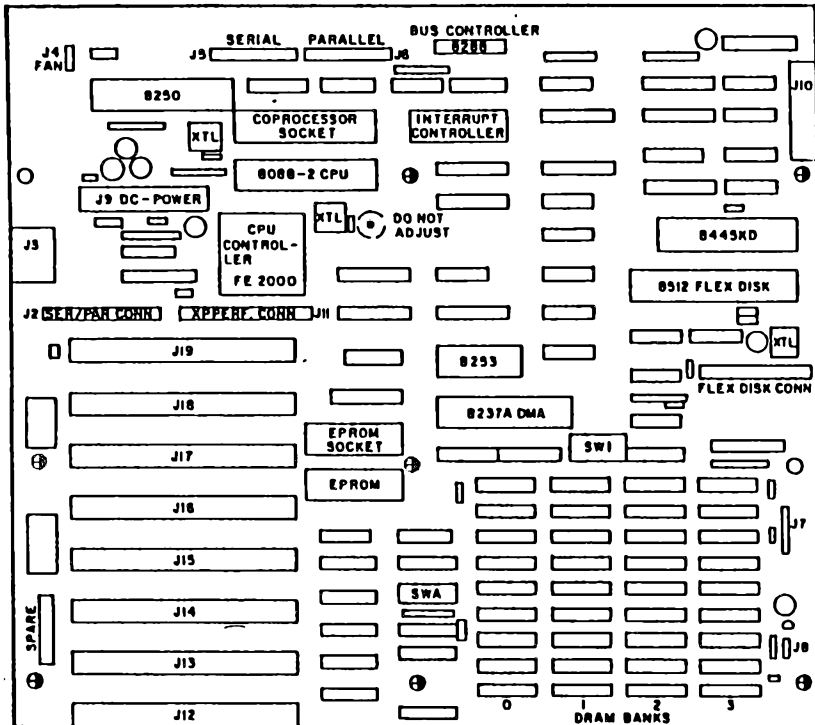 BUS CONTROLLER
J4
FAN
J5
SERIAL
PARALLEL
J6
8288
J10
8250
COPROCESSOR
SOCKET
INTERRUPT
CONTROLLER
XTL
8088-2 CPU
J9 DC-POWER
XTL
DO NOT
ADJUST
J3
CPU
CONTROL-
LER
FE 2000
8445KD
8512 FLEX DISK
J2
SER/PAR CONN
XPPERF. CONN
J11
XTL
J19
8253
FLEX DISK CONN
J18
8237A DMA
EPROM
SOCKET
SW1
J17
EPROM
J16
J7
J15
SWA
J14
SPARE
J8
J13
J12
0
1
2
3
DRAM BANKS